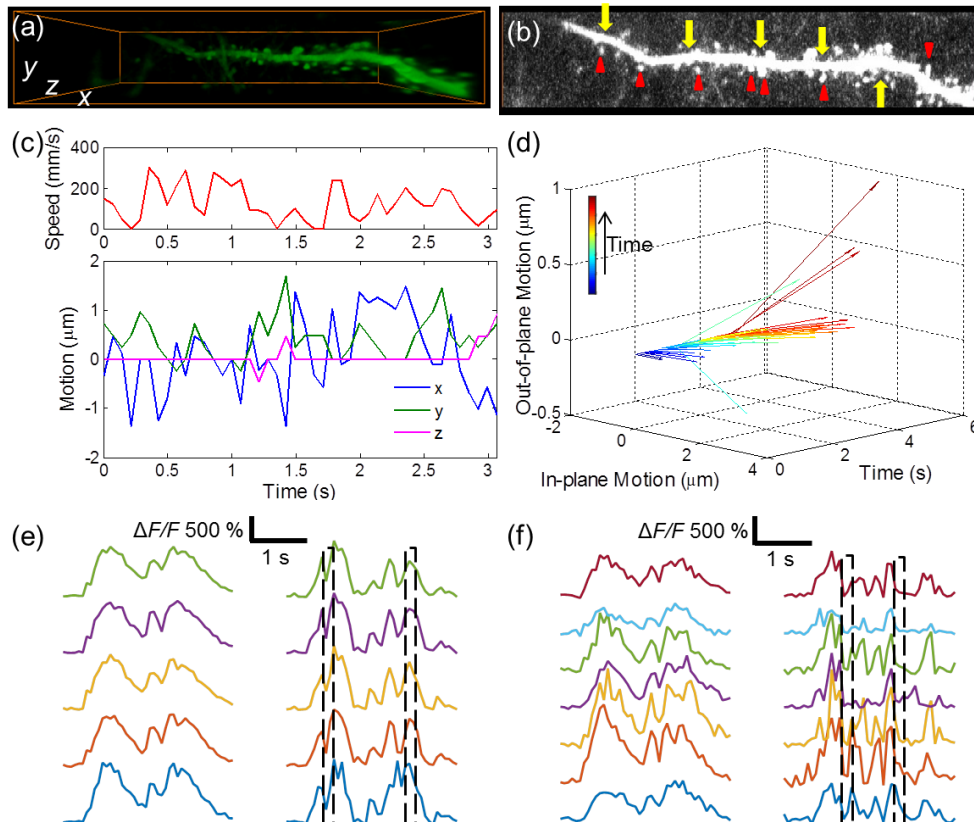 (a)
y
z
x
(b)
(c)
Speed (mm/s)
400
200
0
0 0.5 1 1.5 2 2.5 3
Motion (µm)
2
1
0
-1
-2
x
y
z
0 0.5 1 1.5 2 2.5 3
Time (s)
(d)
Out-of-plane Motion (µm)
1
0.5
0
-0.5
Time
-2
0
2
4
In-plane Motion (µm)
0
2
4
6
Time (s)
(e)
ΔF/F 500 %
1 s
(f)
ΔF/F 500 %
1 s